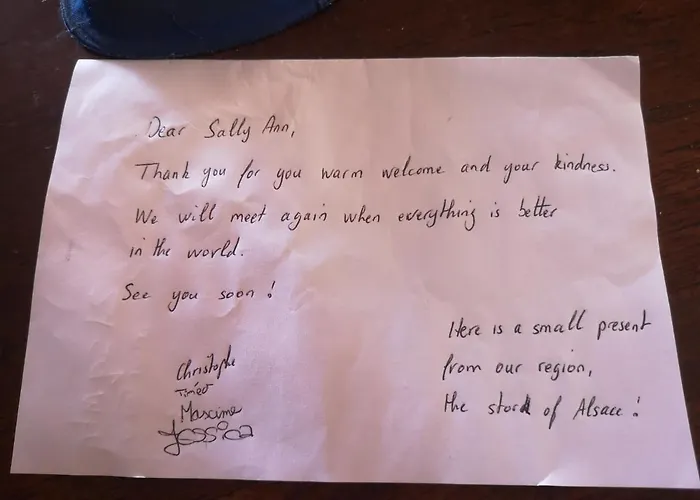 Dear Sally Ann,
Thank you for you warm welcome and your kindness.
We will meet again when everything is better
in the world.
See you soon !
Christophe
Timéo
Maxime
Jessica
Here is a small present
from our region,
the stork of Alsace !